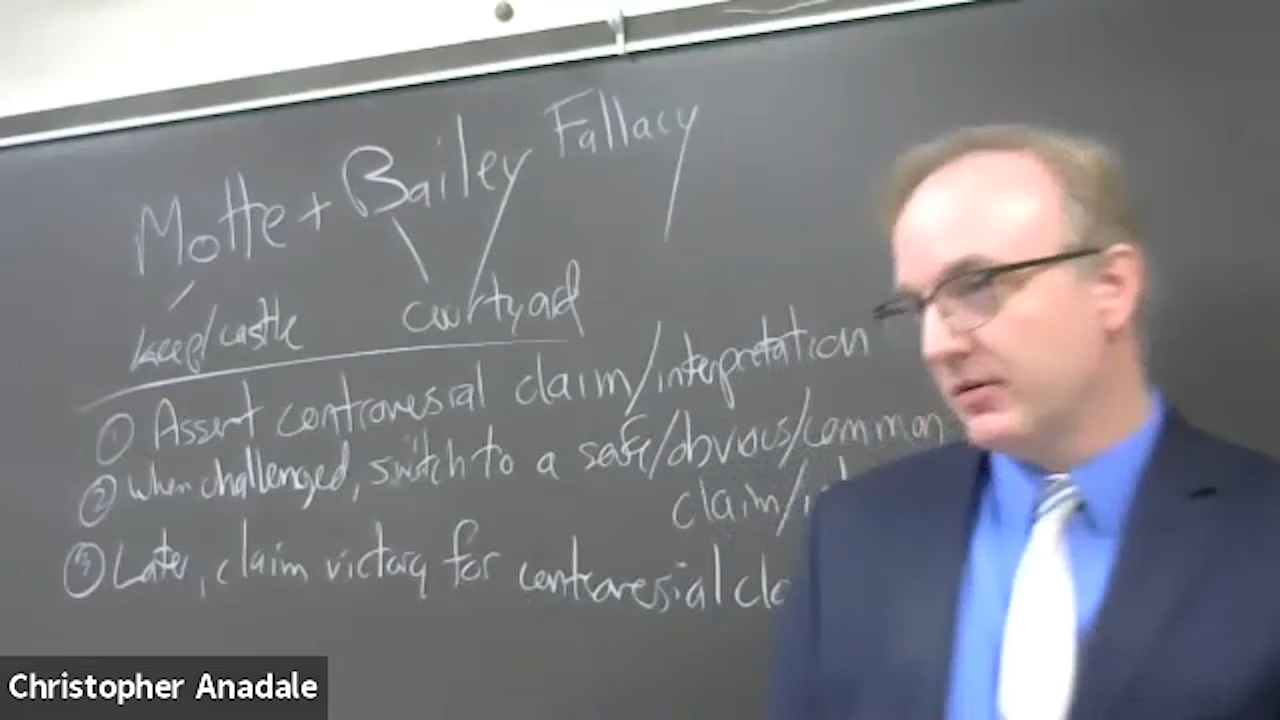 Motte + Bailey Fallacy
keep/castle courtyard
① Assert controversial claim/interpretation
② When challenged, switch to a safe/obvious/common
claim/
③ Later, claim victory for controversial
Christopher Anadale